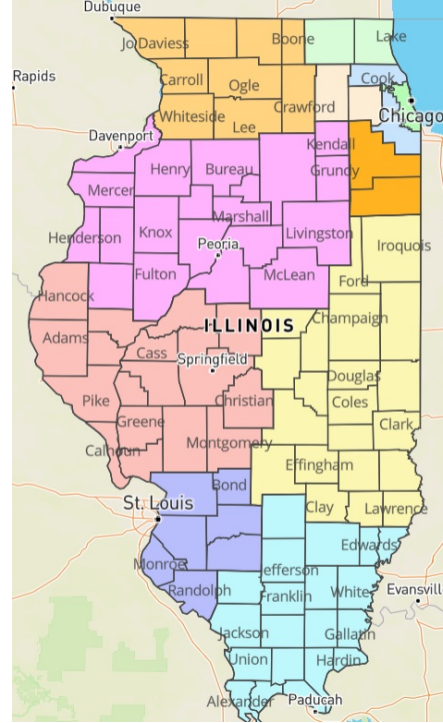 Dubuque
Jo Daviess
Boone
Lake
Rapids
Carroll
Ogle
Cook
Whiteside
Crawford
Chicago
Lee
Davenport
Kendall
Henry
Bureau
Grundy
Mercer
Marshall
Henderson
Knox
Peoria
Livingston
Iroquois
Fulton
McLean
Ford
Hancock
ILLINOIS
Champaign
Adams
Cass
Springfield
Douglas
Pike
Christian
Coles
Greene
Clark
Calhoun
Montgomery
Effingham
Bond
St. Louis
Clay
Lawrence
Edwards
Monroe
Jefferson
Randolph
Franklin
White
Evansvil
Jackson
Gallatin
Union
Hardin
Alexander
Paducah